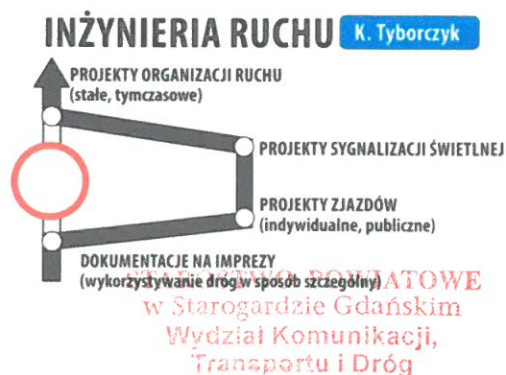 INŻYNIERIA RUCHU K. Tyborczyk
PROJEKTY ORGANIZACJI RUCHU
(stałe, tymczasowe)
PROJEKTY SYGNALIZACJI ŚWIETLNEJ
PROJEKTY ZJAZDÓW
(indywidualne, publiczne)
DOKUMENTACJE NA IMPREZY
(wykorzystywanie dróg w sposób szczególny)
STAROSTWO POWIATOWE
w Starogardzie Gdańskim
Wydział Komunikacji,
Transportu i Dróg